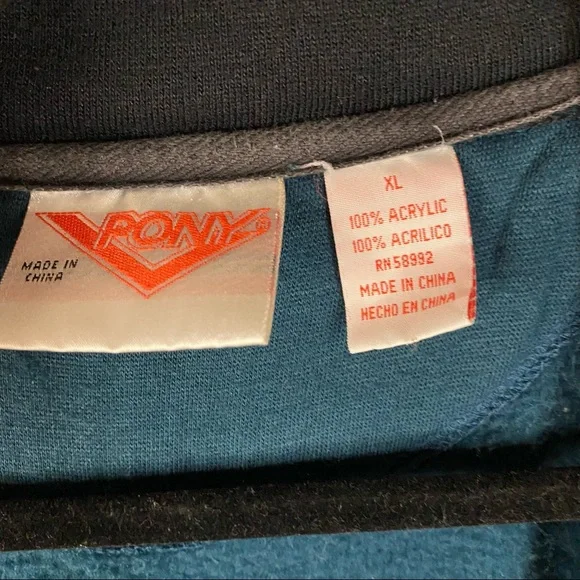 PONY®
MADE IN
CHINA
XL
100% ACRYLIC
100% ACRILICO
RN 58992
MADE IN CHINA
HECHO EN CHINA